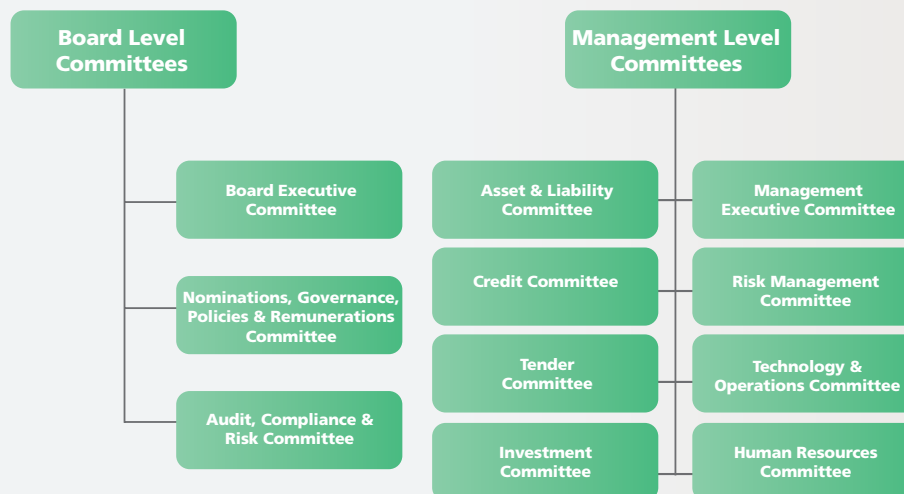 Board Level
Committees
Management Level
Committees
Board Executive
Committee
Nominations, Governance,
Policies & Remunerations
Committee
Audit, Compliance &
Risk Committee
Asset & Liability
Committee
Management
Executive Committee
Credit Committee
Risk Management
Committee
Tender
Committee
Technology &
Operations Committee
Investment
Committee
Human Resources
Committee